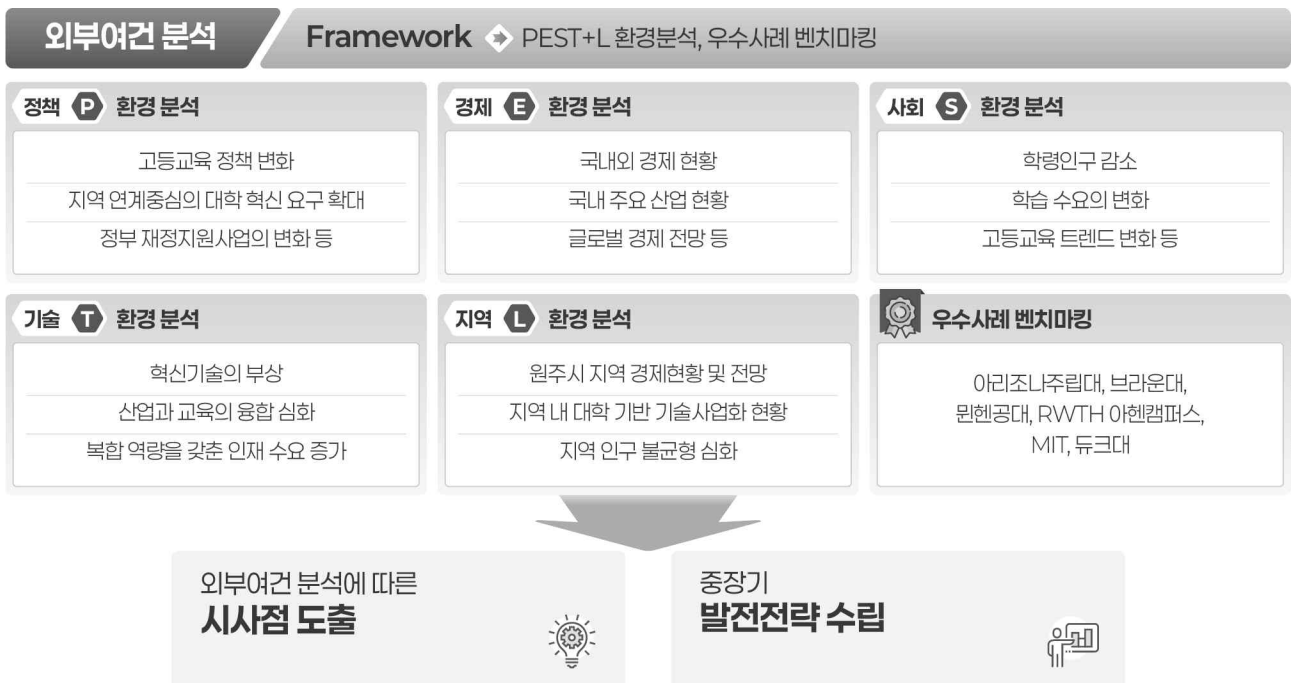 외부여건 분석
Framework PEST+L 환경분석, 우수사례 벤치마킹
정책 P 환경 분석
고등교육 정책 변화
지역 연계중심의 대학 혁신 요구 확대
정부 재정지원사업의 변화 등
경제 E 환경 분석
국내외 경제 현황
국내 주요 산업 현황
글로벌 경제 전망 등
사회 S 환경 분석
학령인구 감소
학습 수요의 변화
고등교육 트렌드 변화 등
기술 T 환경 분석
혁신기술의 부상
산업과 교육의 융합 심화
복합 역량을 갖춘 인재 수요 증가
지역 L 환경 분석
원주시 지역 경제현황 및 전망
지역 내 대학 기반 기술사업화 현황
지역 인구 불균형 심화
우수사례 벤치마킹
아리조나주립대, 브라운대,
뮌헨공대, RWTH 아헨캠퍼스,
MIT, 듀크대
외부여건 분석에 따른
시사점 도출
중장기
발전전략 수립